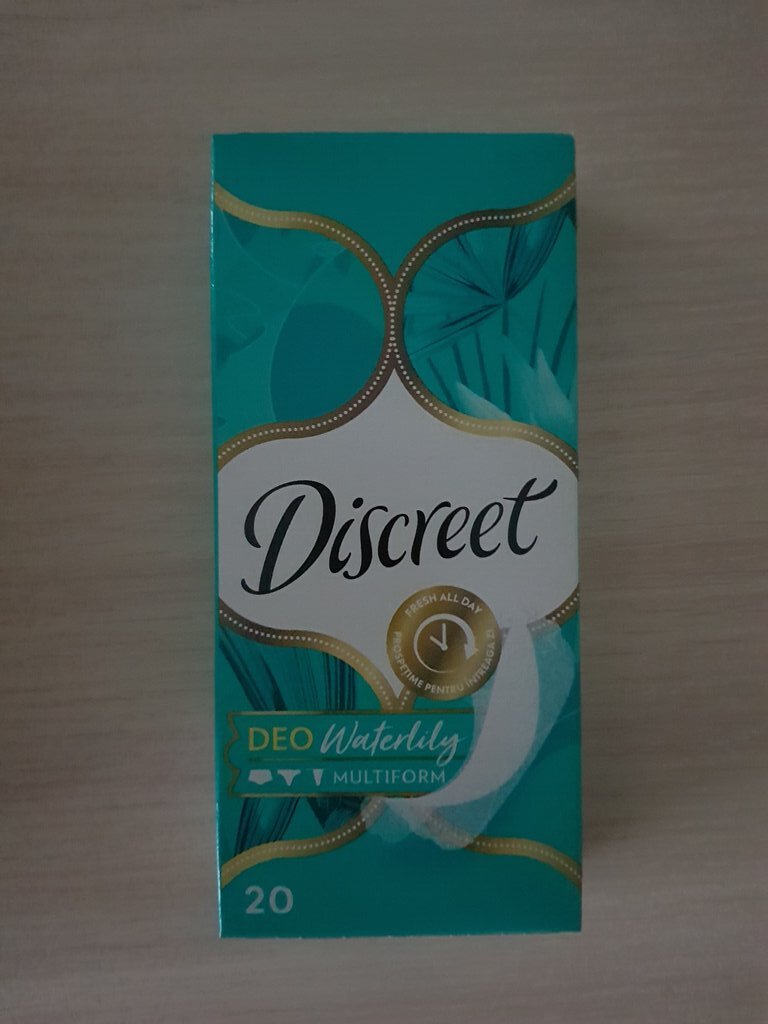 Discreet
FRESH ALL DAY
PROSPEȚIME PENTRU ÎNTREAGA ZI
DEO Waterlily
MULTIFORM
20